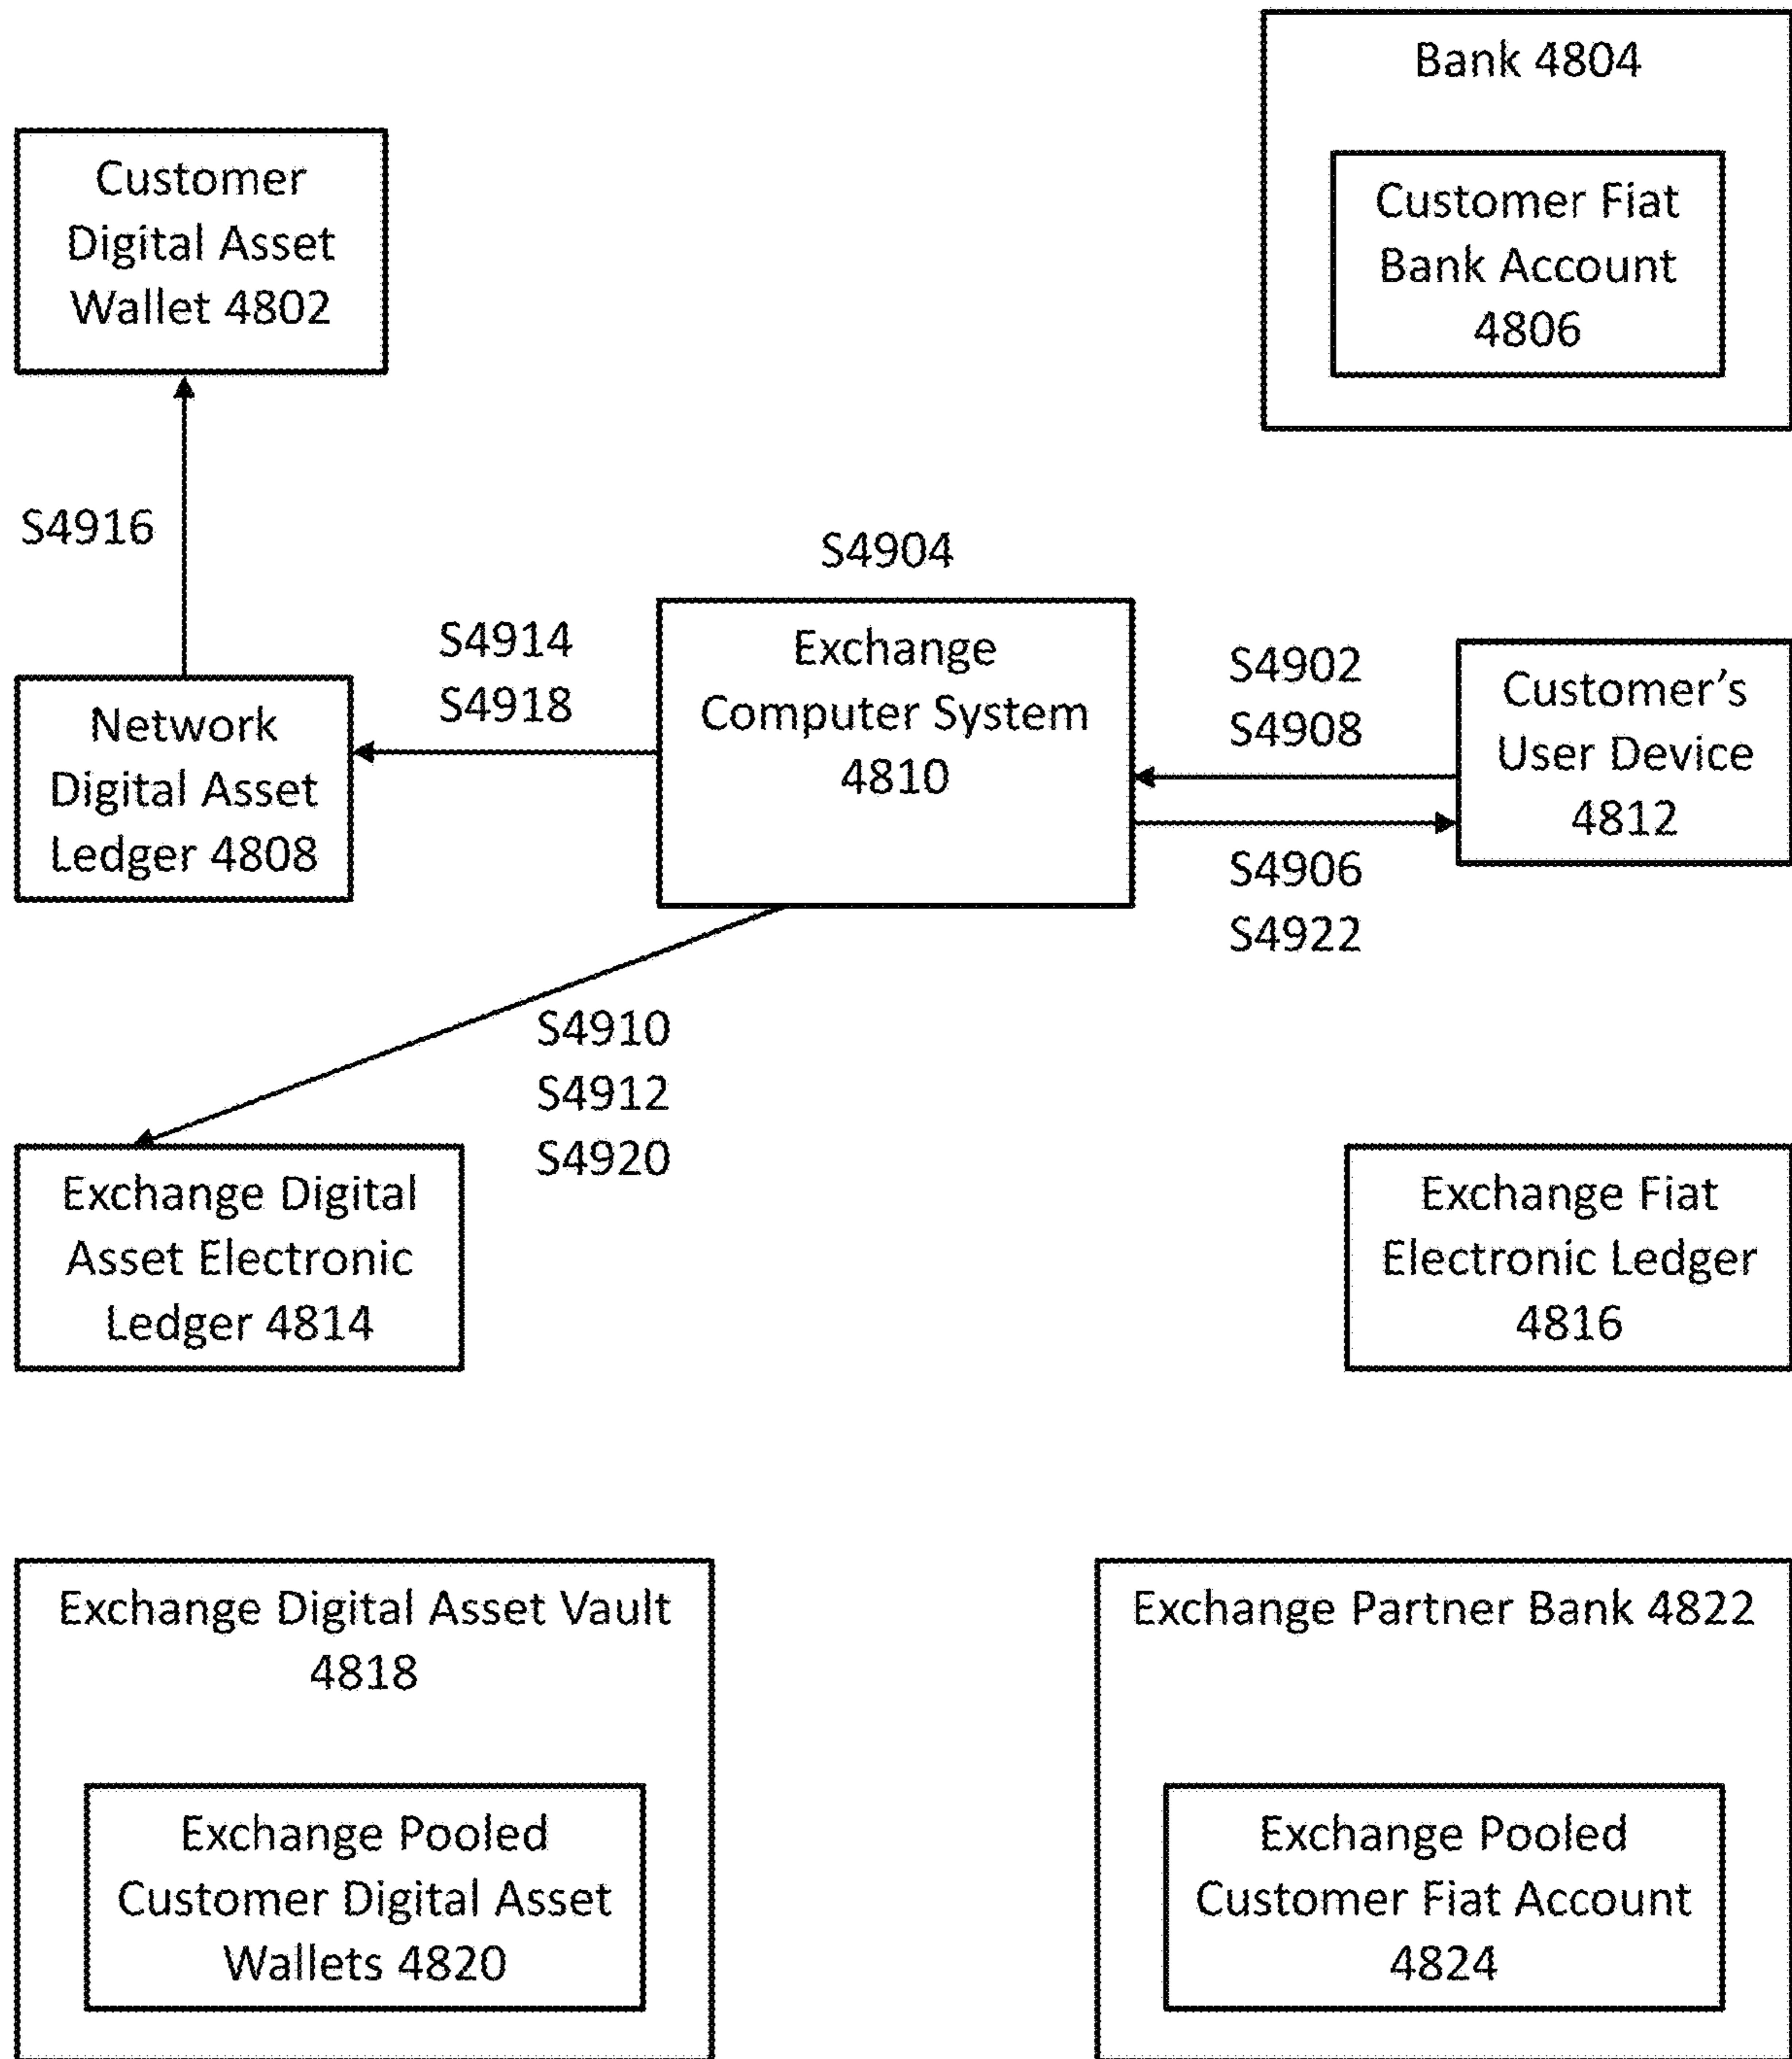 Bank 4804
Customer Fiat
Bank Account
4806
Customer
Digital Asset
Wallet 4802
S4916
S4904
S4914
S4918
Exchange
Computer System
4810
S4902
S4908
Customer's
User Device
4812
Network
Digital Asset
Ledger 4808
S4906
S4922
S4910
S4912
S4920
Exchange Digital
Asset Electronic
Ledger 4814
Exchange Fiat
Electronic Ledger
4816
Exchange Digital Asset Vault
4818
Exchange Pooled
Customer Digital Asset
Wallets 4820
Exchange Partner Bank 4822
Exchange Pooled
Customer Fiat Account
4824